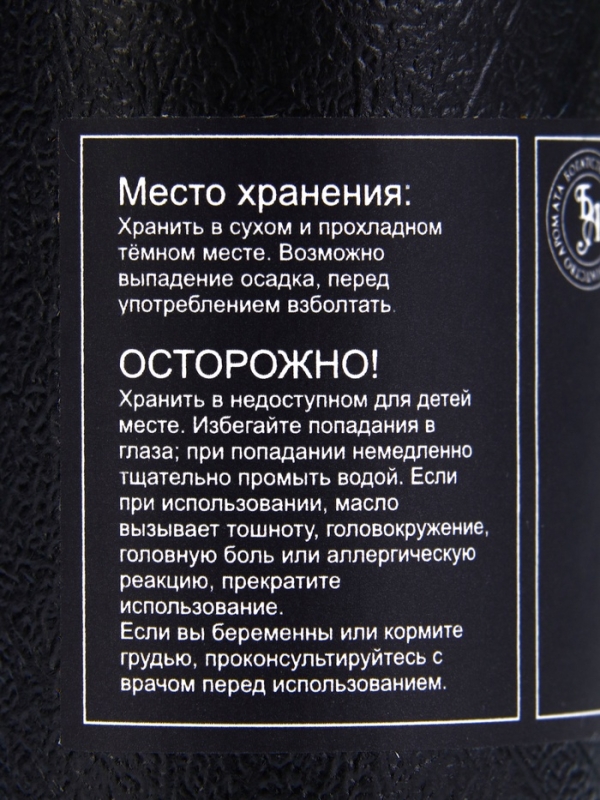 Место хранения:
Хранить в сухом и прохладном
тёмном месте. Возможно
выпадение осадка, перед
употреблением взболтать.
ОСТОРОЖНО!
Хранить в недоступном для детей
месте. Избегайте попадания в
глаза; при попадании немедленно
тщательно промыть водой. Если
при использовании, масло
вызывает тошноту, головокружение,
головную боль или аллергическую
реакцию, прекратите
использование.
Если вы беременны или кормите
грудью, проконсультируйтесь с
врачом перед использованием.
АРОМАТА